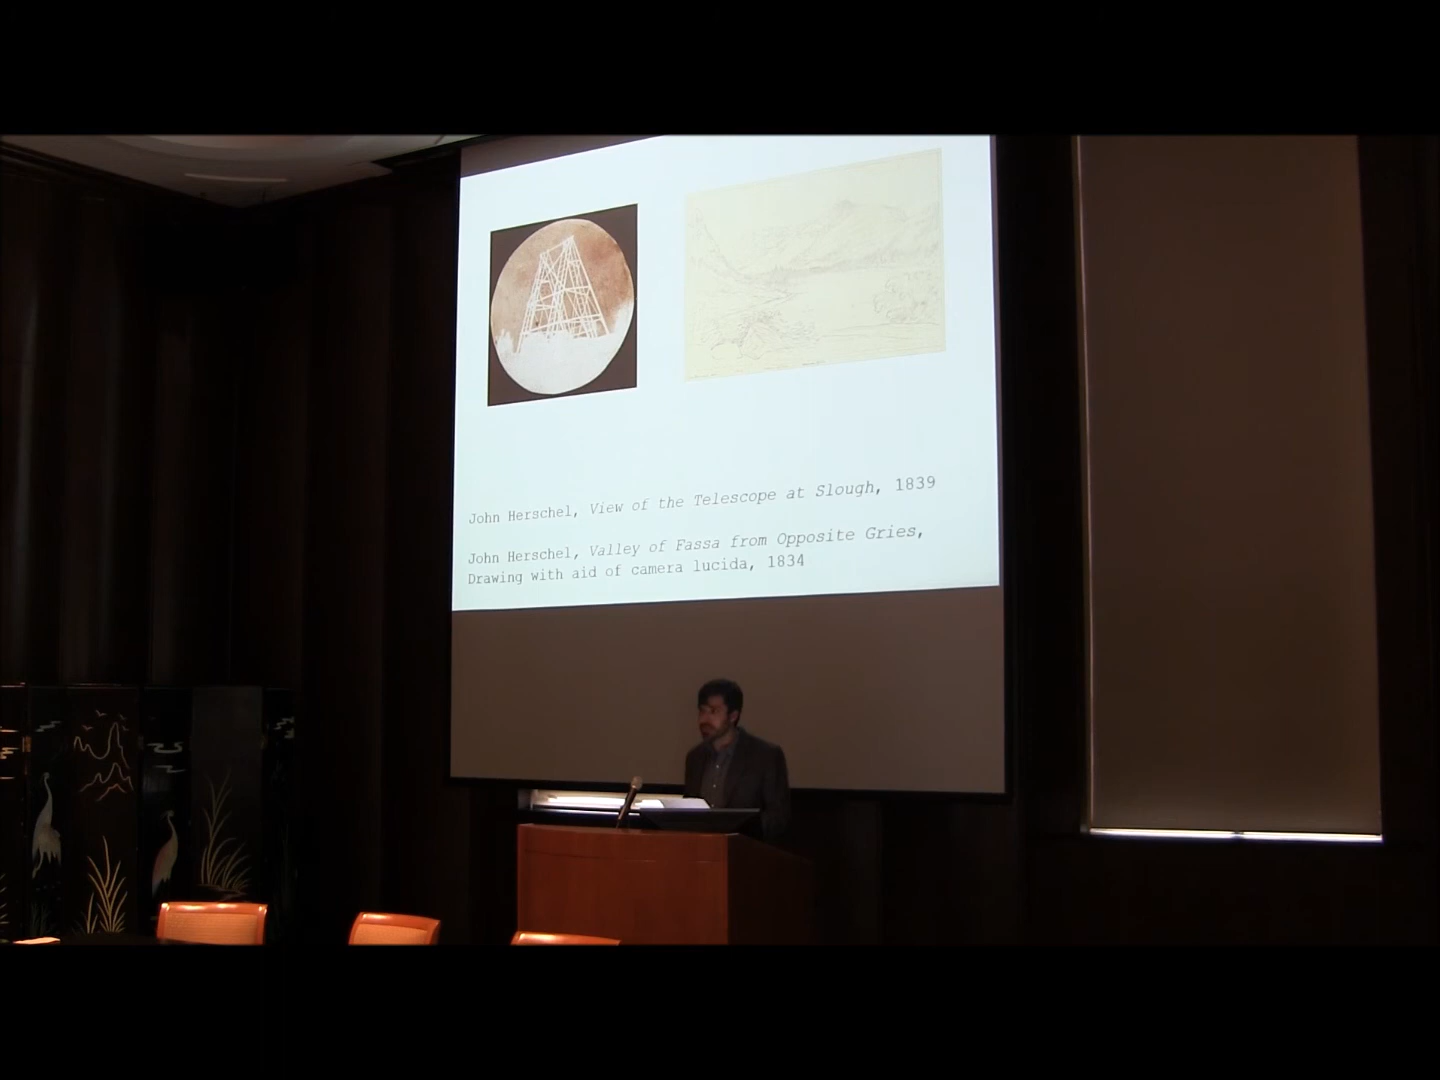 John Herschel, View of the Telescope at Slough, 1839
John Herschel, Valley of Fassa from Opposite Gries,
Drawing with aid of camera lucida, 1834